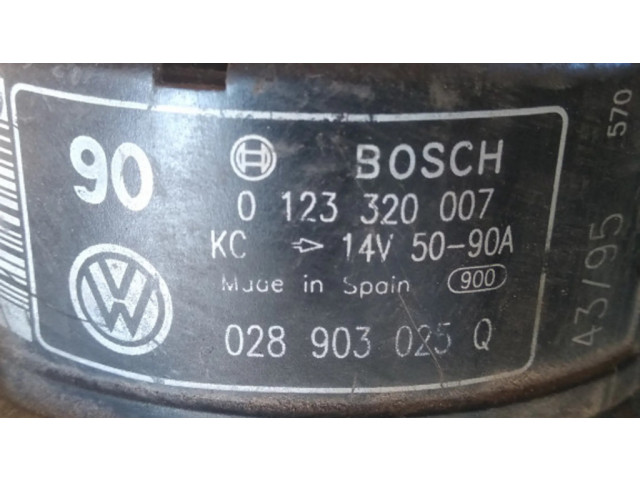 90 BOSCH
0 123 320 007
KC 14V 50-90A
Made in Spain 900
VW 028 903 025 Q
43/95
570